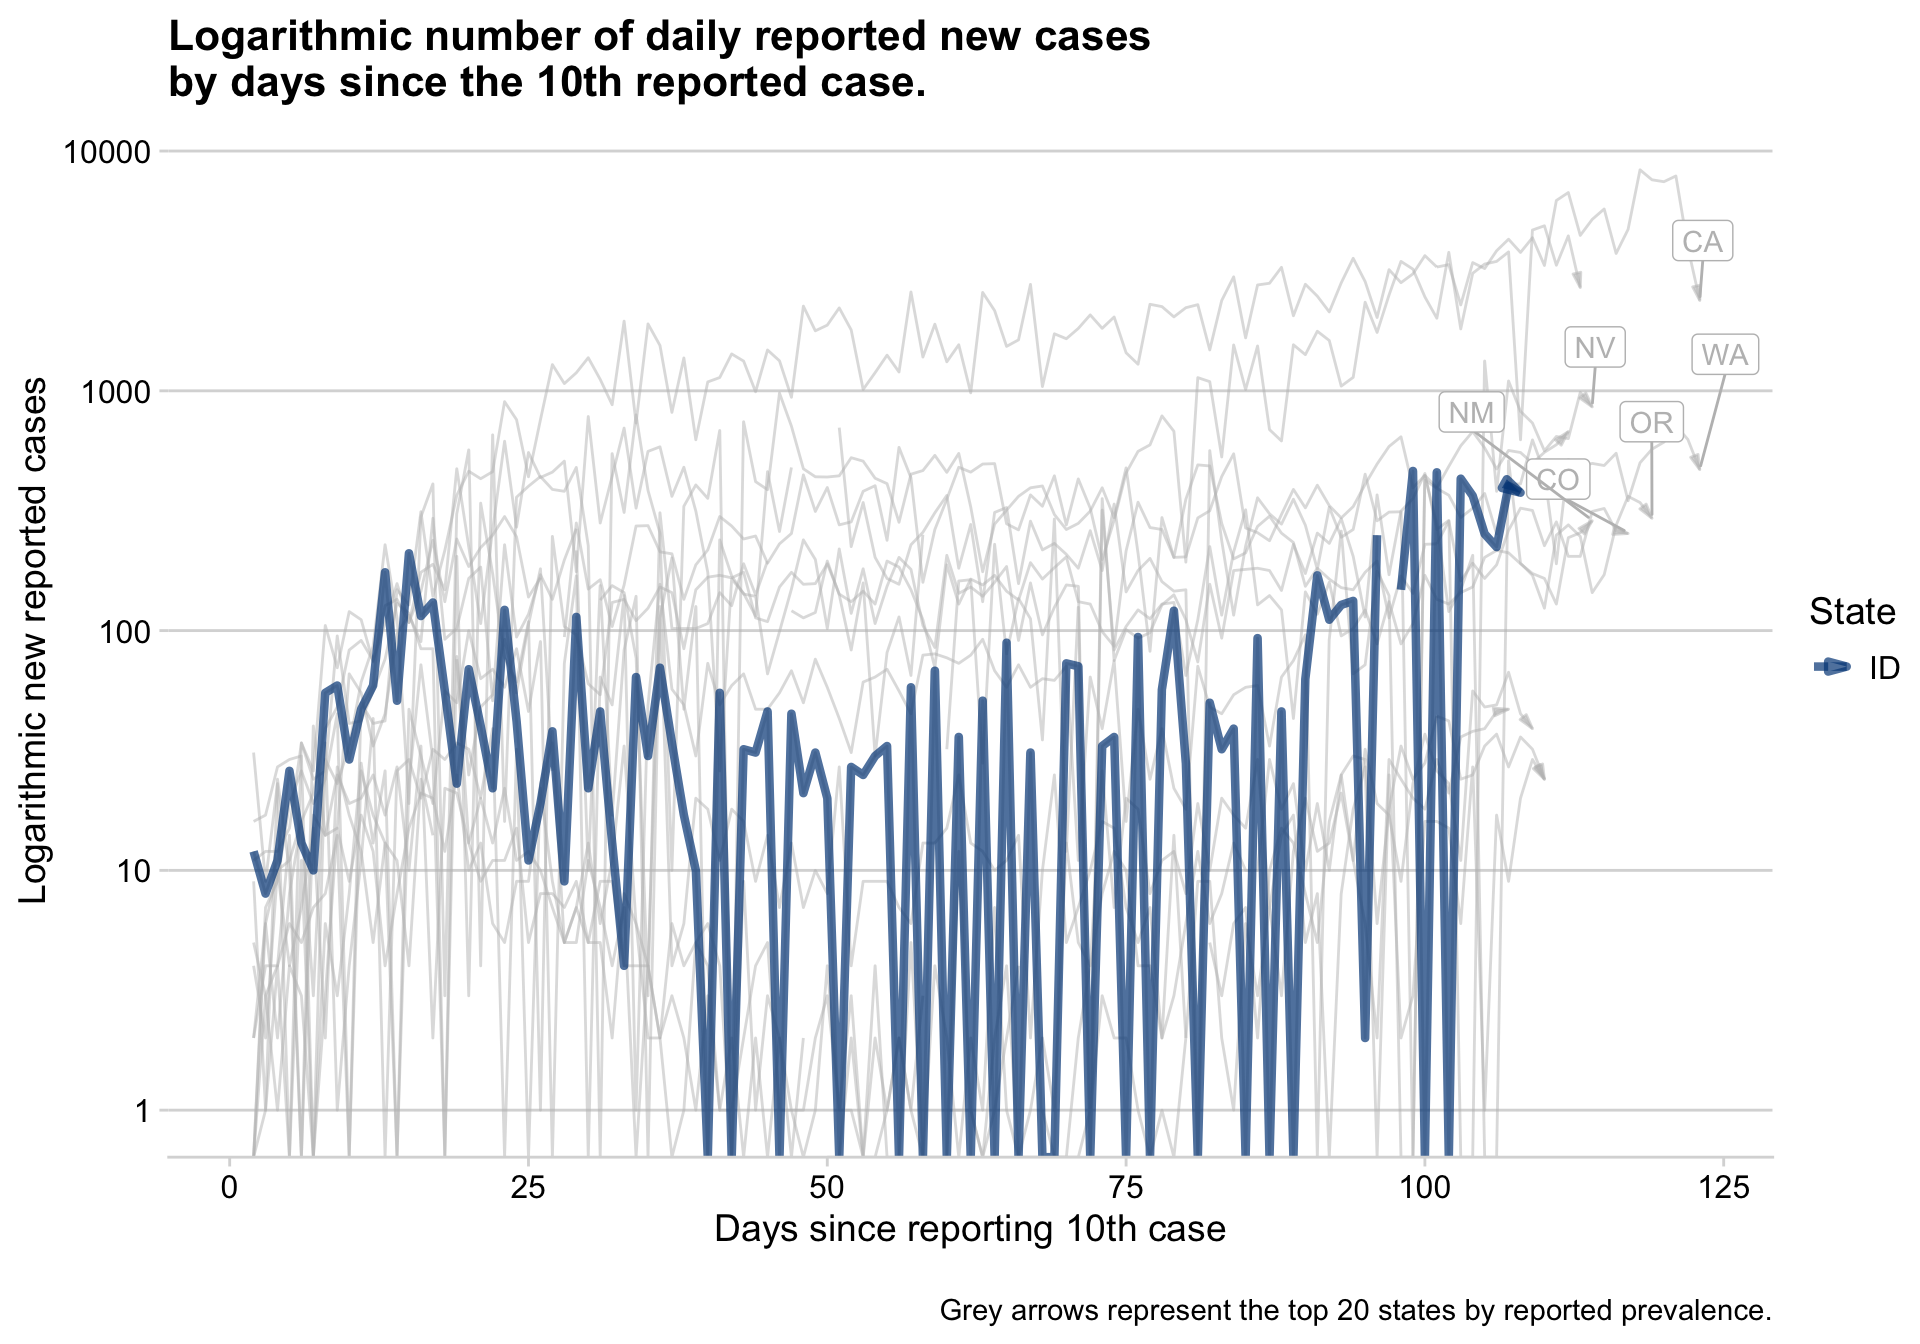 Logarithmic number of daily reported new cases
by days since the 10th reported case.
10000
1000
100
10
1
Logarithmic new reported cases
CA
NV
WA
NM
OR
CO
State
ID
0
25
50
75
100
125
Days since reporting 10th case
Grey arrows represent the top 20 states by reported prevalence.